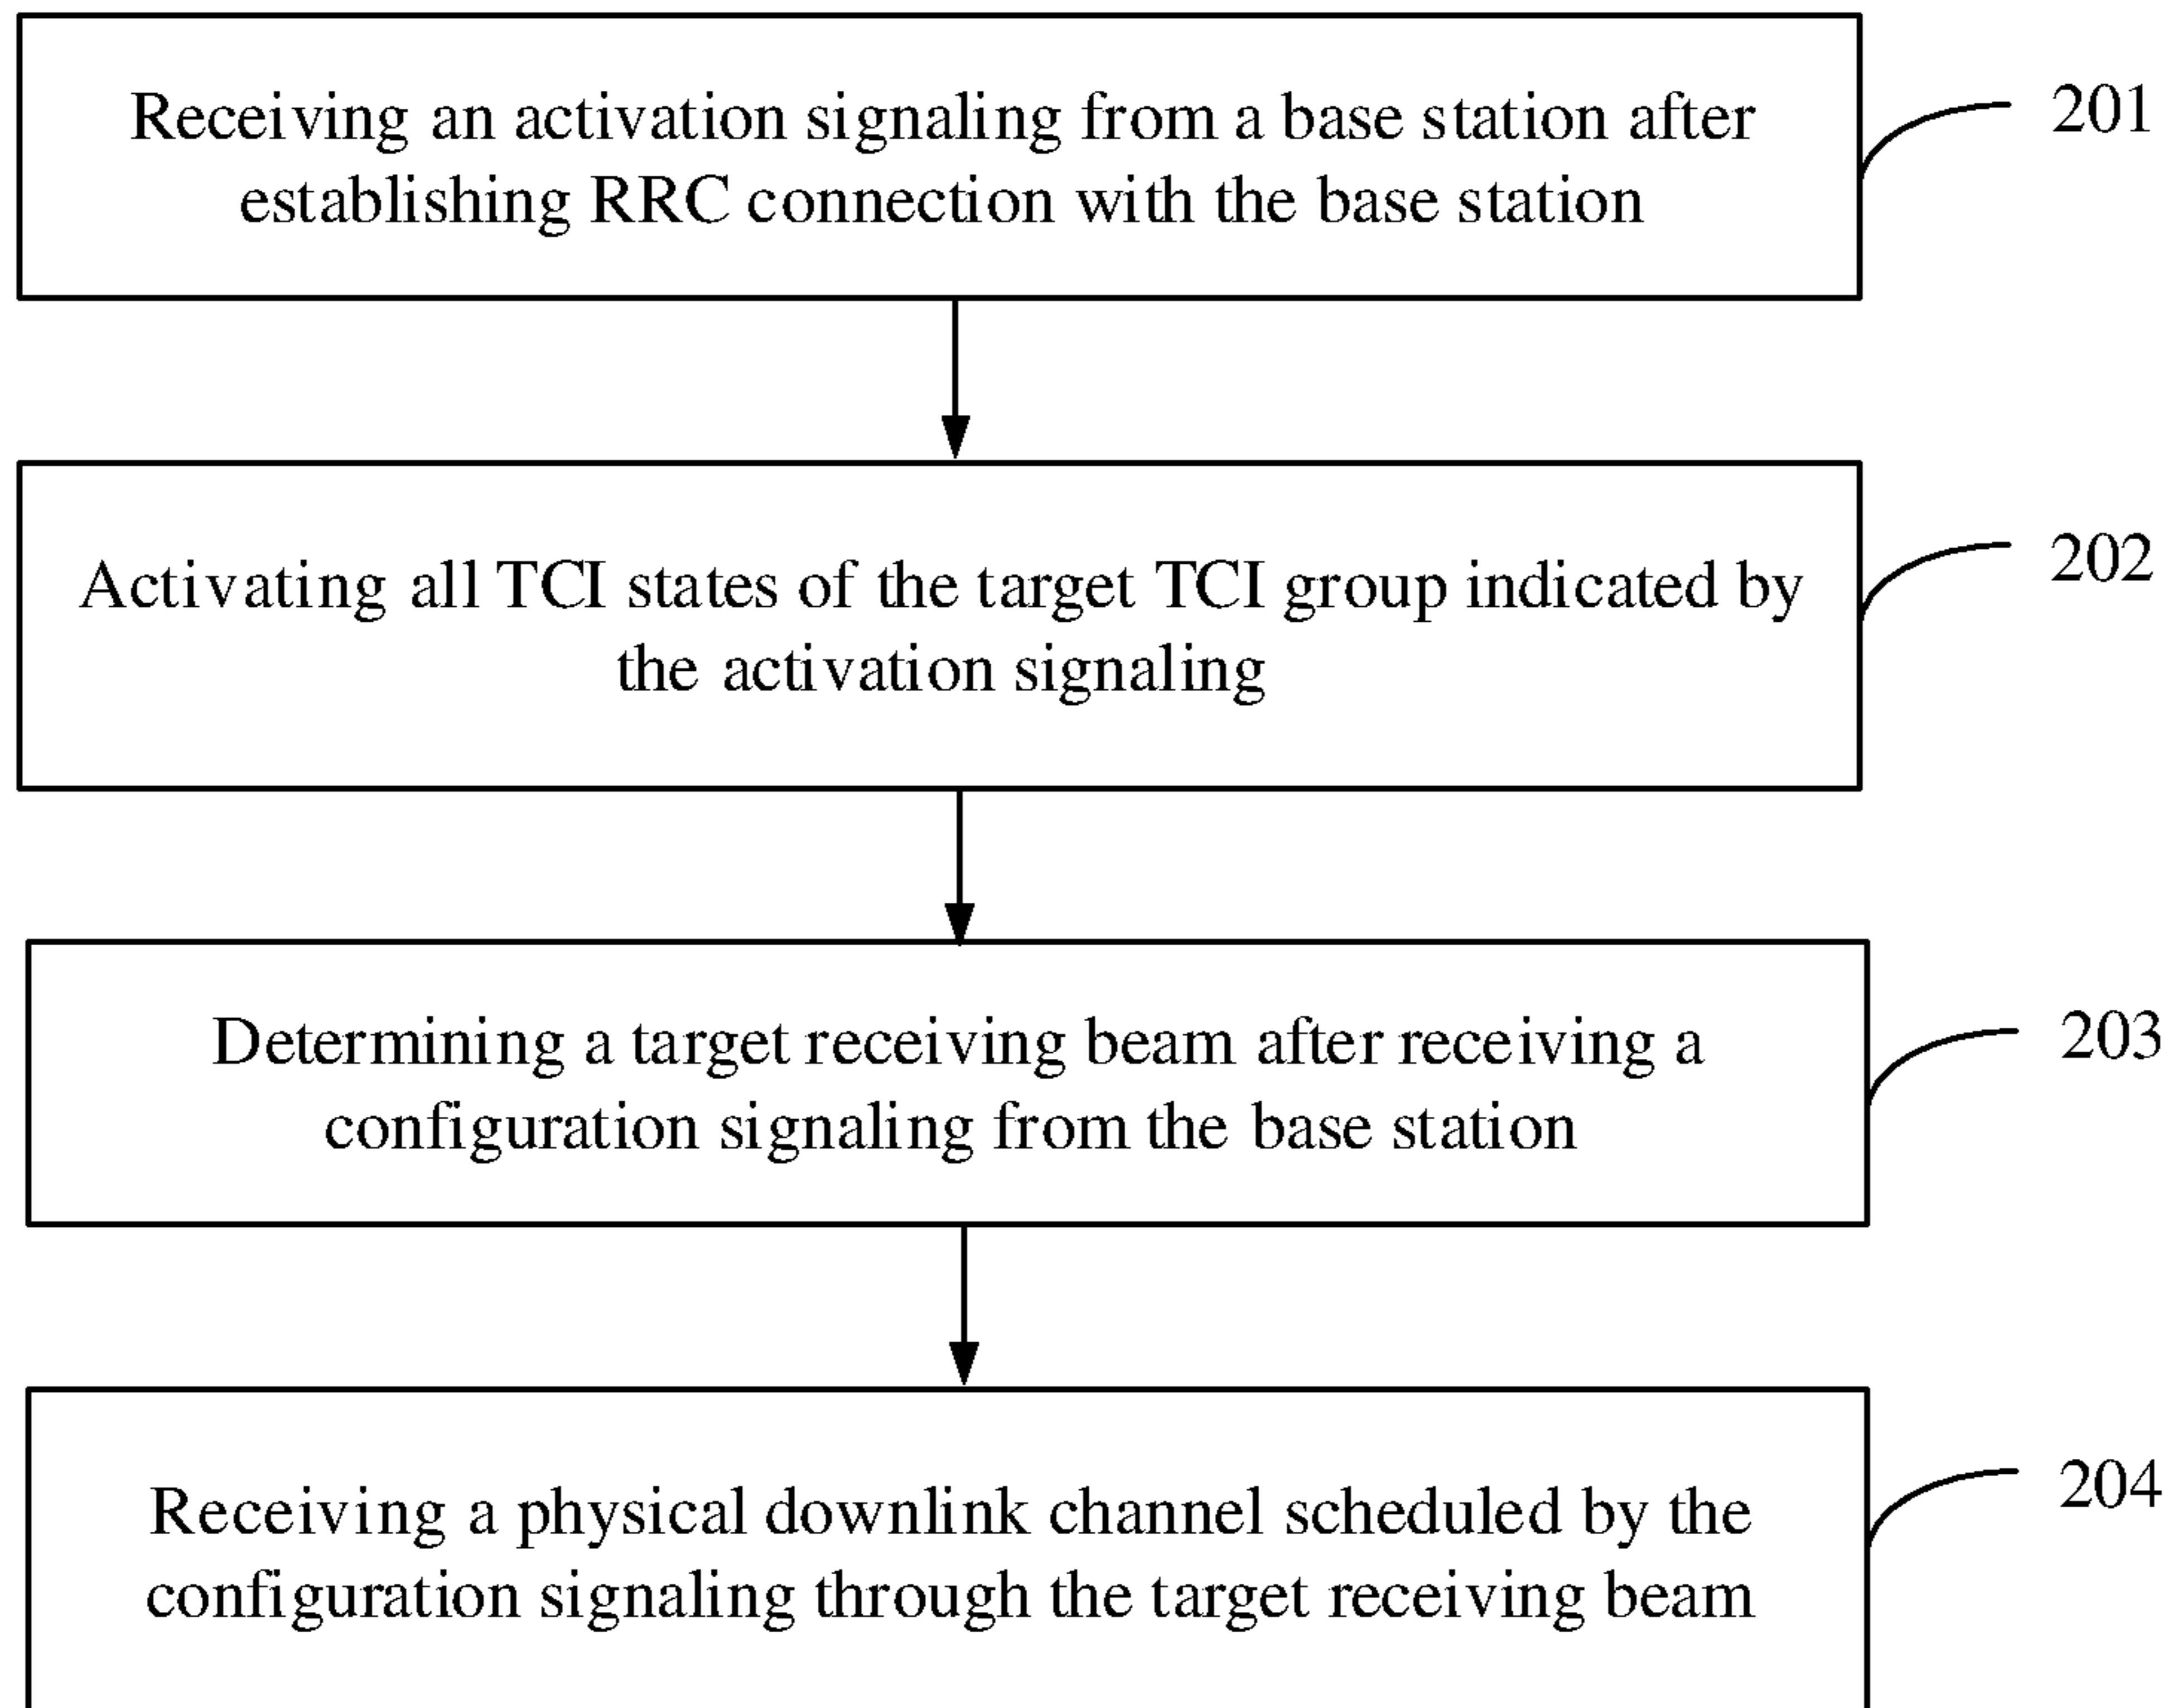 Receiving an activation signaling from a base station after
establishing RRC connection with the base station
201
Activating all TCI states of the target TCI group indicated by
the activation signaling
202
Determining a target receiving beam after receiving a
configuration signaling from the base station
203
Receiving a physical downlink channel scheduled by the
configuration signaling through the target receiving beam
204